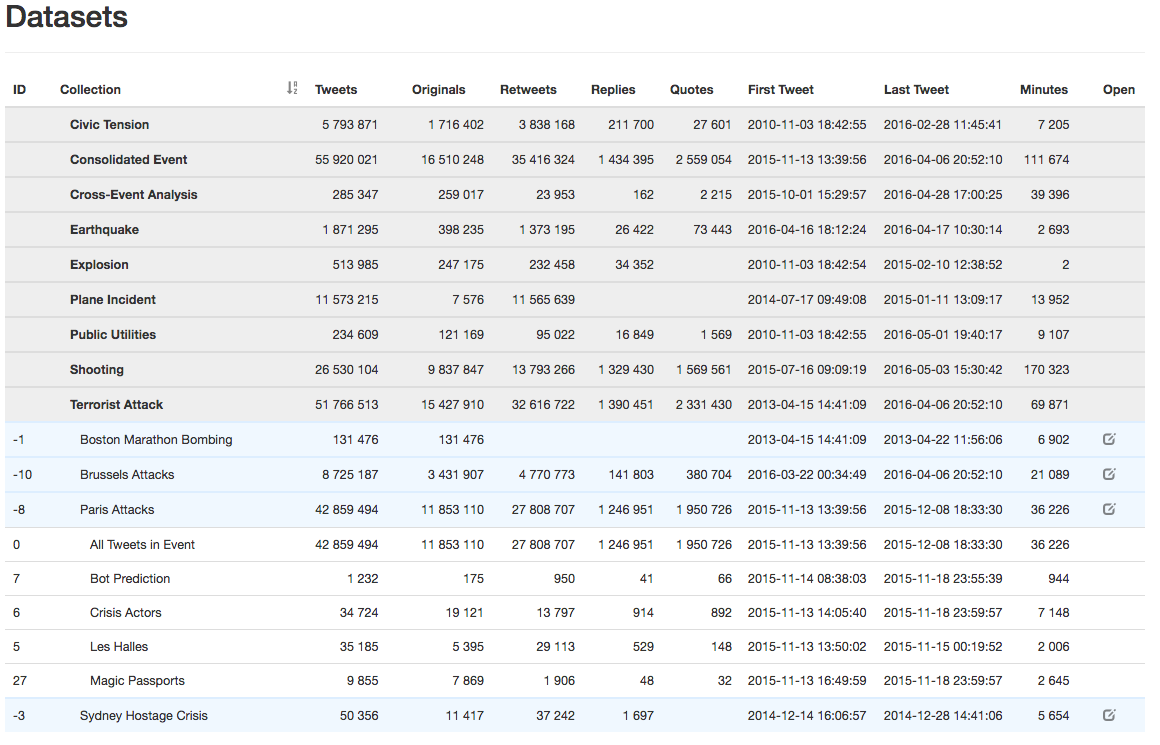 Datasets
ID Collection Tweets Originals Retweets Replies Quotes First Tweet Last Tweet Minutes Open
Civic Tension 5 793 871 1 716 402 3 838 168 211 700 27 601 2010-11-03 18:42:55 2016-02-28 11:45:41 7 205
Consolidated Event 55 920 021 16 510 248 35 416 324 1 434 395 2 559 054 2015-11-13 13:39:56 2016-04-06 20:52:10 111 674
Cross-Event Analysis 285 347 259 017 23 953 162 2 215 2015-10-01 15:29:57 2016-04-28 17:00:25 39 396
Earthquake 1 871 295 398 235 1 373 195 26 422 73 443 2016-04-16 18:12:24 2016-04-17 10:30:14 2 693
Explosion 513 985 247 175 232 458 34 352 2010-11-03 18:42:54 2015-02-10 12:38:52 2
Plane Incident 11 573 215 7 576 11 565 639 2014-07-17 09:49:08 2015-01-11 13:09:17 13 952
Public Utilities 234 609 121 169 95 022 16 849 1 569 2010-11-03 18:42:55 2016-05-01 19:40:17 9 107
Shooting 26 530 104 9 837 847 13 793 266 1 329 430 1 569 561 2015-07-16 09:09:19 2016-05-03 15:30:42 170 323
Terrorist Attack 51 766 513 15 427 910 32 616 722 1 390 451 2 331 430 2013-04-15 14:41:09 2016-04-06 20:52:10 69 871
-1 Boston Marathon Bombing 131 476 131 476 2013-04-15 14:41:09 2013-04-22 11:56:06 6 902
-10 Brussels Attacks 8 725 187 3 431 907 4 770 773 141 803 380 704 2016-03-22 00:34:49 2016-04-06 20:52:10 21 089
-8 Paris Attacks 42 859 494 11 853 110 27 808 707 1 246 951 1 950 726 2015-11-13 13:39:56 2015-12-08 18:33:30 36 226
0 All Tweets in Event 42 859 494 11 853 110 27 808 707 1 246 951 1 950 726 2015-11-13 13:39:56 2015-12-08 18:33:30 36 226
7 Bot Prediction 1 232 175 950 41 66 2015-11-14 08:38:03 2015-11-18 23:55:39 944
6 Crisis Actors 34 724 19 121 13 797 914 892 2015-11-13 14:05:40 2015-11-18 23:59:57 7 148
5 Les Halles 35 185 5 395 29 113 529 148 2015-11-13 13:50:02 2015-11-15 00:19:52 2 006
27 Magic Passports 9 855 7 869 1 906 48 32 2015-11-13 16:49:59 2015-11-18 23:59:57 2 645
-3 Sydney Hostage Crisis 50 356 11 417 37 242 1 697 2014-12-14 16:06:57 2014-12-28 14:41:06 5 654